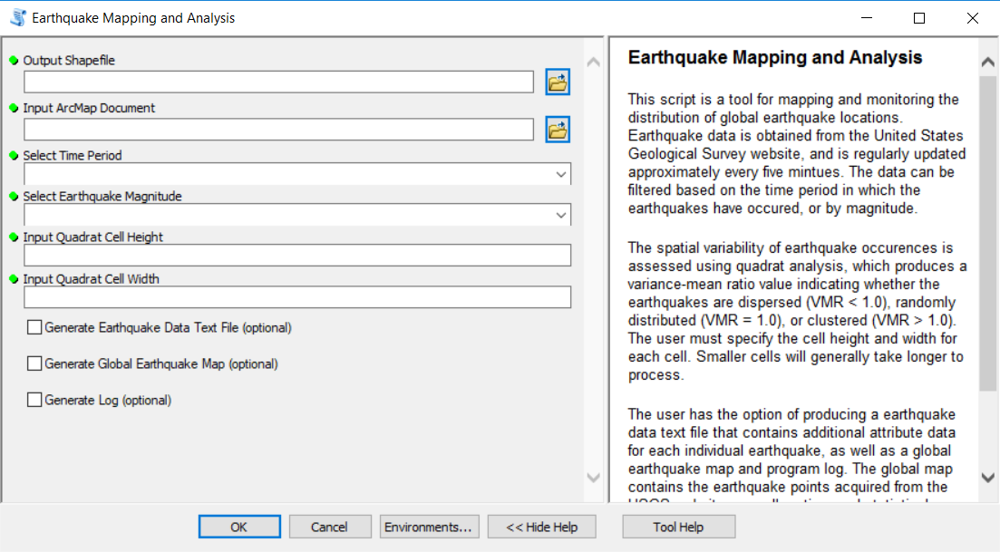 Earthquake Mapping and Analysis
Output Shapefile
Input ArcMap Document
Select Time Period
Select Earthquake Magnitude
Input Quadrat Cell Height
Input Quadrat Cell Width
Generate Earthquake Data Text File (optional)
Generate Global Earthquake Map (optional)
Generate Log (optional)
Earthquake Mapping and Analysis
This script is a tool for mapping and monitoring the
distribution of global earthquake locations.
Earthquake data is obtained from the United States
Geological Survey website, and is regularly updated
approximately every five mintues. The data can be
filtered based on the time period in which the
earthquakes have occured, or by magnitude.
The spatial variability of earthquake occurences is
assessed using quadrat analysis, which produces a
variance-mean ratio value indicating whether the
earthquakes are dispersed (VMR < 1.0), randomly
distributed (VMR = 1.0), or clustered (VMR > 1.0).
The user must specify the cell height and width for
each cell. Smaller cells will generally take longer to
process.
The user has the option of producing a earthquake
data text file that contains additional attribute data
for each individual earthquake, as well as a global
earthquake map and program log. The global map
contains the earthquake points acquired from the
OK
Cancel
Environments...
<< Hide Help
Tool Help